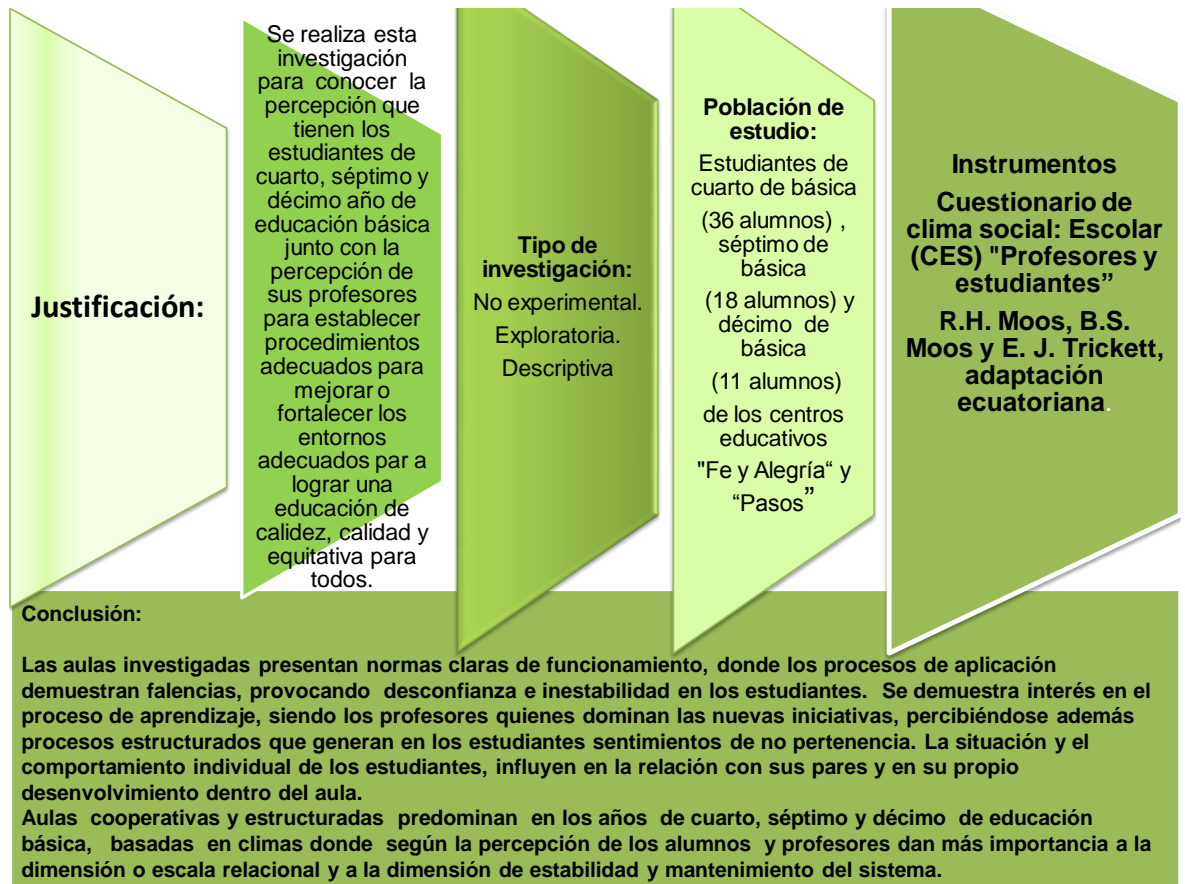 Justificación:
Se realiza esta
investigación
para conocer la
percepción que
tienen los
estudiantes de
cuarto, séptimo y
décimo año de
educación básica
junto con la
percepción de
sus profesores
para establecer
procedimientos
adecuados para
mejorar o
fortalecer los
entornos
adecuados par a
lograr una
educación de
calidez, calidad y
equitativa para
todos.
Tipo de
investigación:
No experimental.
Exploratoria.
Descriptiva
Población de
estudio:
Estudiantes de
cuarto de básica
(36 alumnos) ,
séptimo de
básica
(18 alumnos) y
décimo de
básica
(11 alumnos)
de los centros
educativos
"Fe y Alegría“ y
“Pasos”
Instrumentos
Cuestionario de
clima social: Escolar
(CES) "Profesores y
estudiantes”
R.H. Moos, B.S.
Moos y E. J. Trickett,
adaptación
ecuatoriana.
Conclusión:
Las aulas investigadas presentan normas claras de funcionamiento, donde los procesos de aplicación
demuestran falencias, provocando desconfianza e inestabilidad en los estudiantes. Se demuestra interés en el
proceso de aprendizaje, siendo los profesores quienes dominan las nuevas iniciativas, percibiéndose además
procesos estructurados que generan en los estudiantes sentimientos de no pertenencia. La situación y el
comportamiento individual de los estudiantes, influyen en la relación con sus pares y en su propio
desenvolvimiento dentro del aula.
Aulas cooperativas y estructuradas predominan en los años de cuarto, séptimo y décimo de educación
básica, basadas en climas donde según la percepción de los alumnos y profesores dan más importancia a la
dimensión o escala relacional y a la dimensión de estabilidad y mantenimiento del sistema.